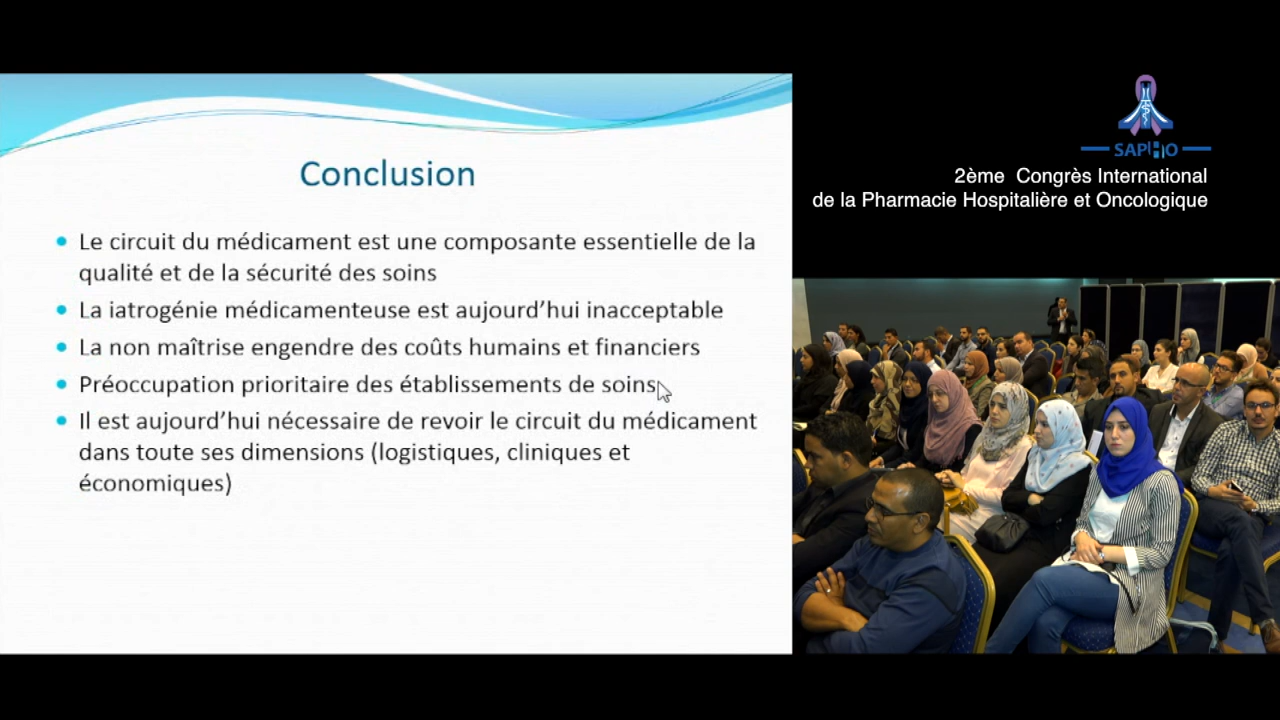 Conclusion
Le circuit du médicament est une composante essentielle de la
qualité et de la sécurité des soins
La iatrogénie médicamenteuse est aujourd’hui inacceptable
La non maîtrise engendre des coûts humains et financiers
Préoccupation prioritaire des établissements de soins
Il est aujourd’hui nécessaire de revoir le circuit du médicament
dans toute ses dimensions (logistiques, cliniques et
économiques)
SAPHO
2ème Congrès International
de la Pharmacie Hospitalière et Oncologique